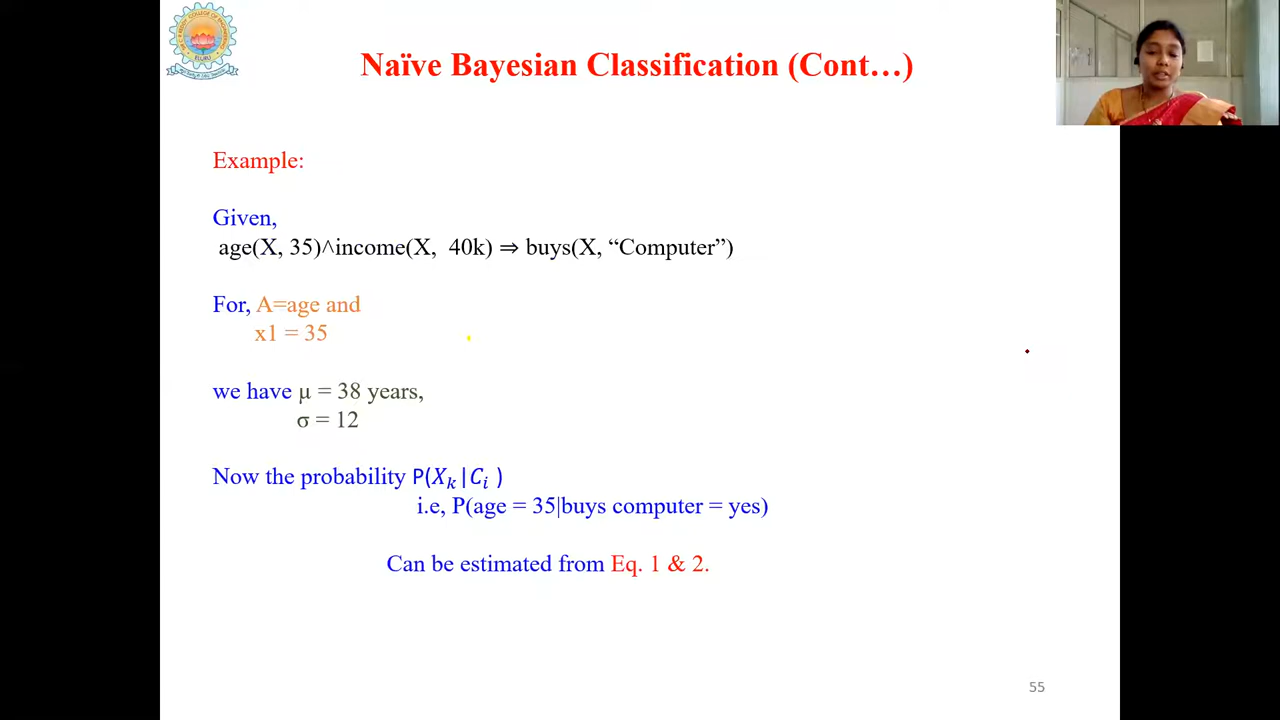 Naïve Bayesian Classification (Cont…)
Example:
Given,
age(X, 35)^income(X, 40k) ⇒ buys(X, “Computer”)
For, A=age and
x1 = 35
we have μ = 38 years,
σ = 12
Now the probability P(Xₖ|Cᵢ )
i.e, P(age = 35|buys computer = yes)
Can be estimated from Eq. 1 & 2.
55